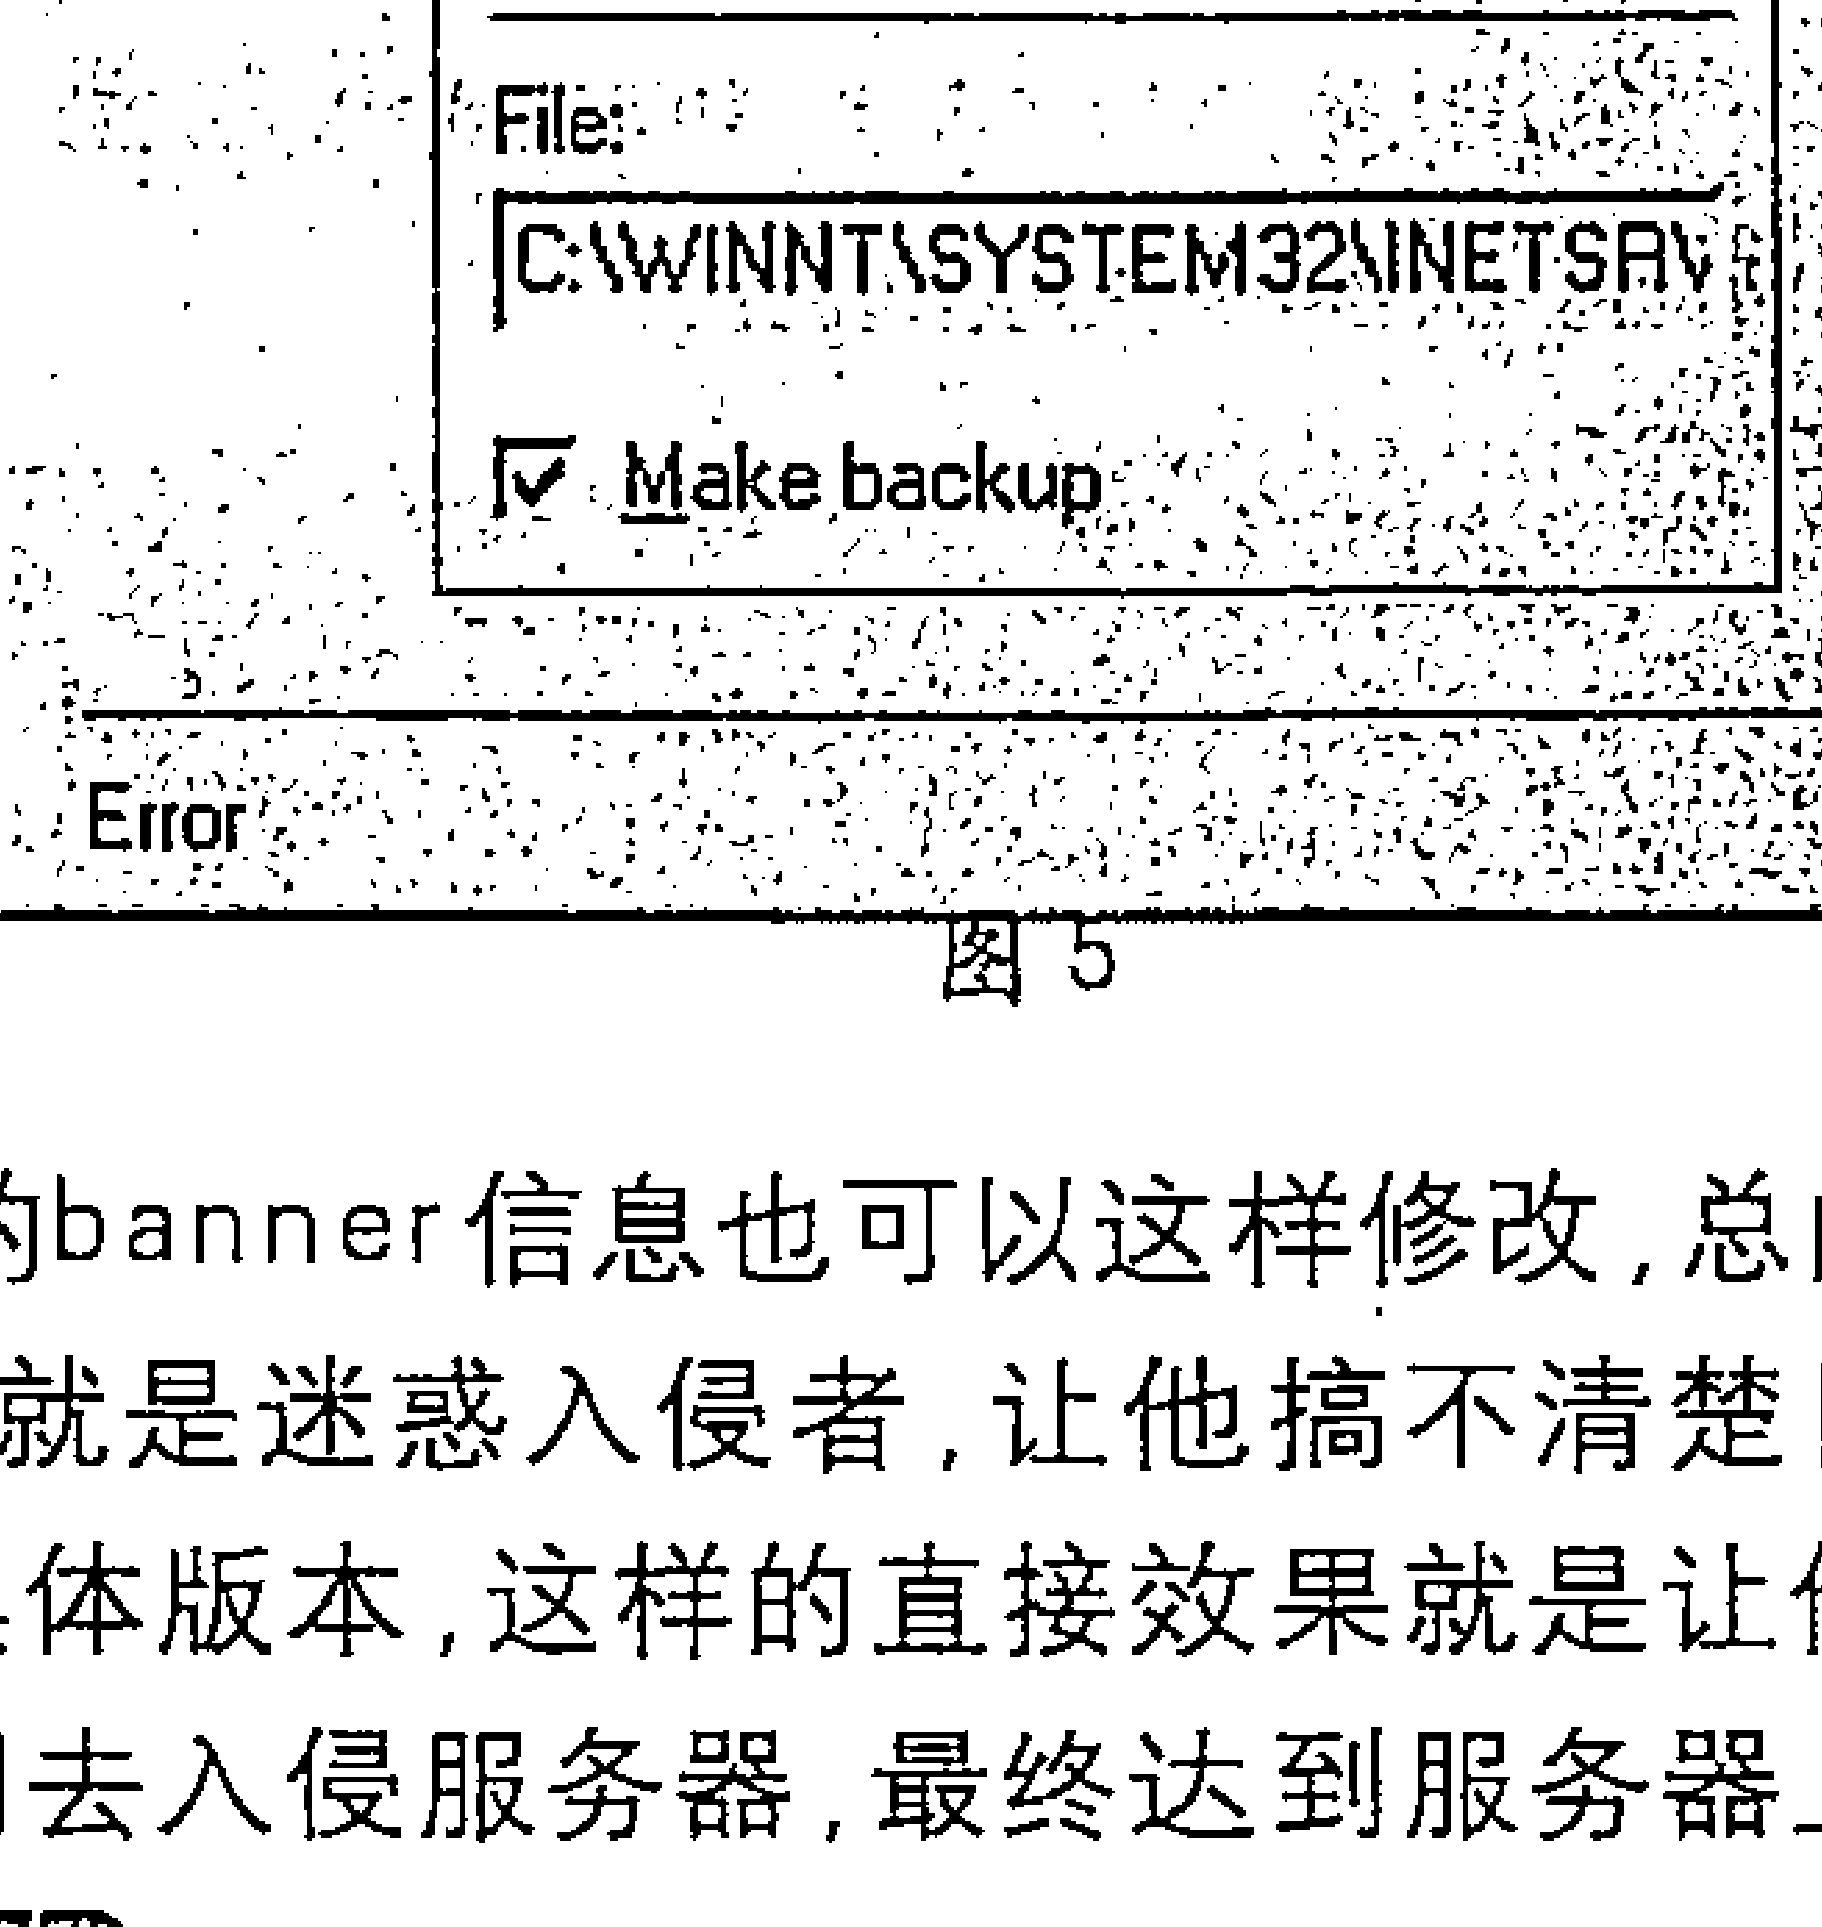 File:
C:\WINNT\SYSTEM32\INETSRV
Make backup
Error
图 5
的banner信息也可以这样修改,总
就是迷惑入侵者,让他搞不清楚
体版本,这样的直接效果就是让
去入侵服务器,最终达到服务器